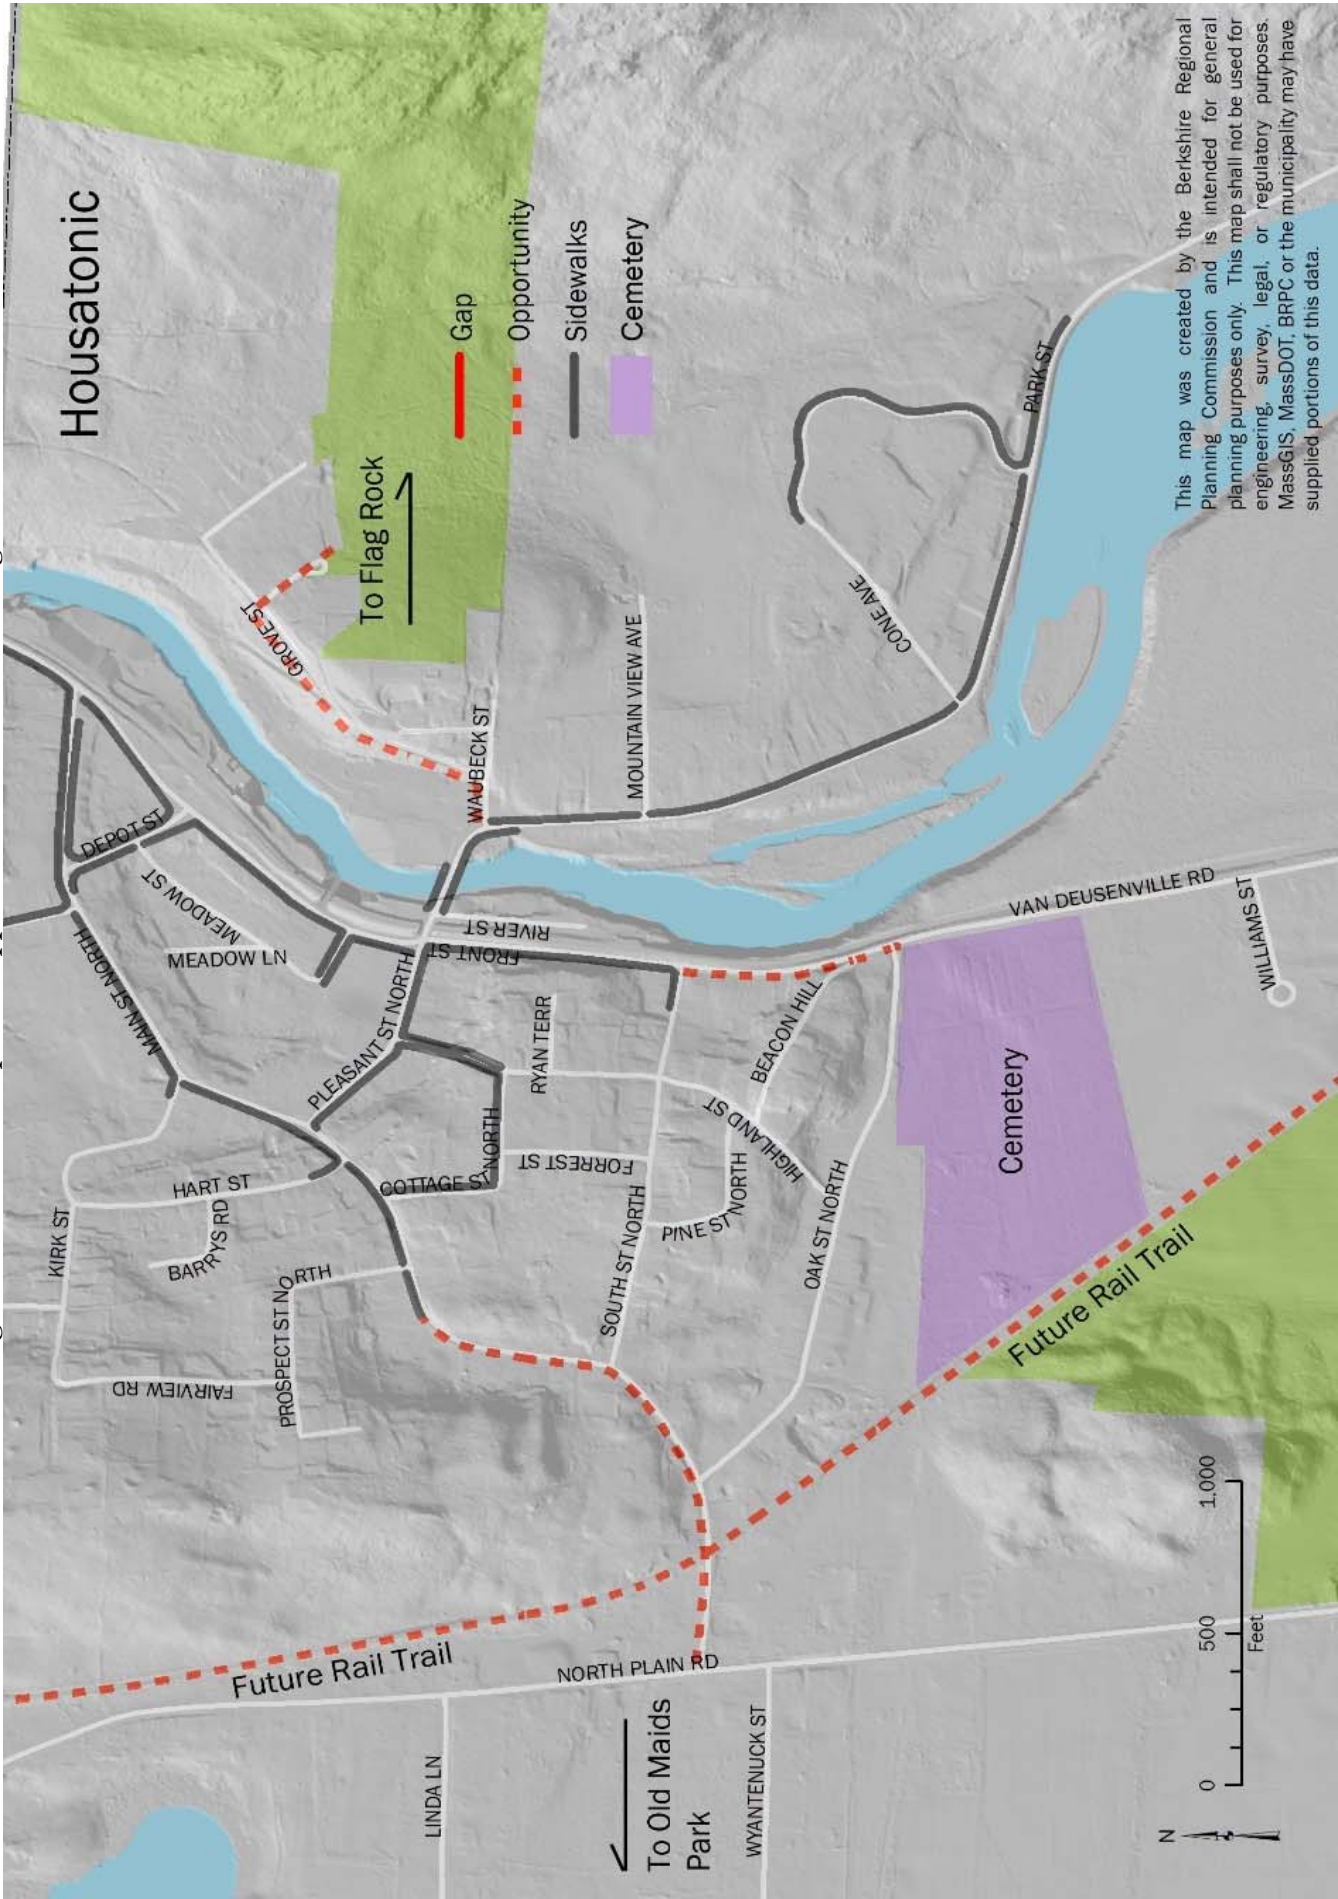 Housatonic
Gap
Opportunity
Sidewalks
Cemetery
To Flag Rock
GROVE ST
WAUBECK ST
MOUNTAIN VIEW AVE
CONE AVE
PARK ST
DEPOT ST
MEADOW ST
MEADOW LN
MAIN ST NORTH
RIVER ST
FRONT ST
PLEASANT ST NORTH
RYAN TERR
BEACON HILL
VAN DEUSENVILLE RD
WILLIAMS ST
HIGHLAND ST
FORREST ST
COTTAGE ST NORTH
HART ST
KIRK ST
BARRYS RD
PROSPECT ST NORTH
FAIRVIEW RD
SOUTH ST NORTH
PINE ST NORTH
OAK ST NORTH
Cemetery
Future Rail Trail
Future Rail Trail
NORTH PLAIN RD
LINDA LN
To Old Maids
Park
WYANTENUCK ST
N
0 500 1,000
Feet
This map was created by the Berkshire Regional
Planning Commission and is intended for general
planning purposes only. This map shall not be used for
engineering, survey, legal, or regulatory purposes.
MassGIS, MassDOT, BRPC or the municipality may have
supplied portions of this data.